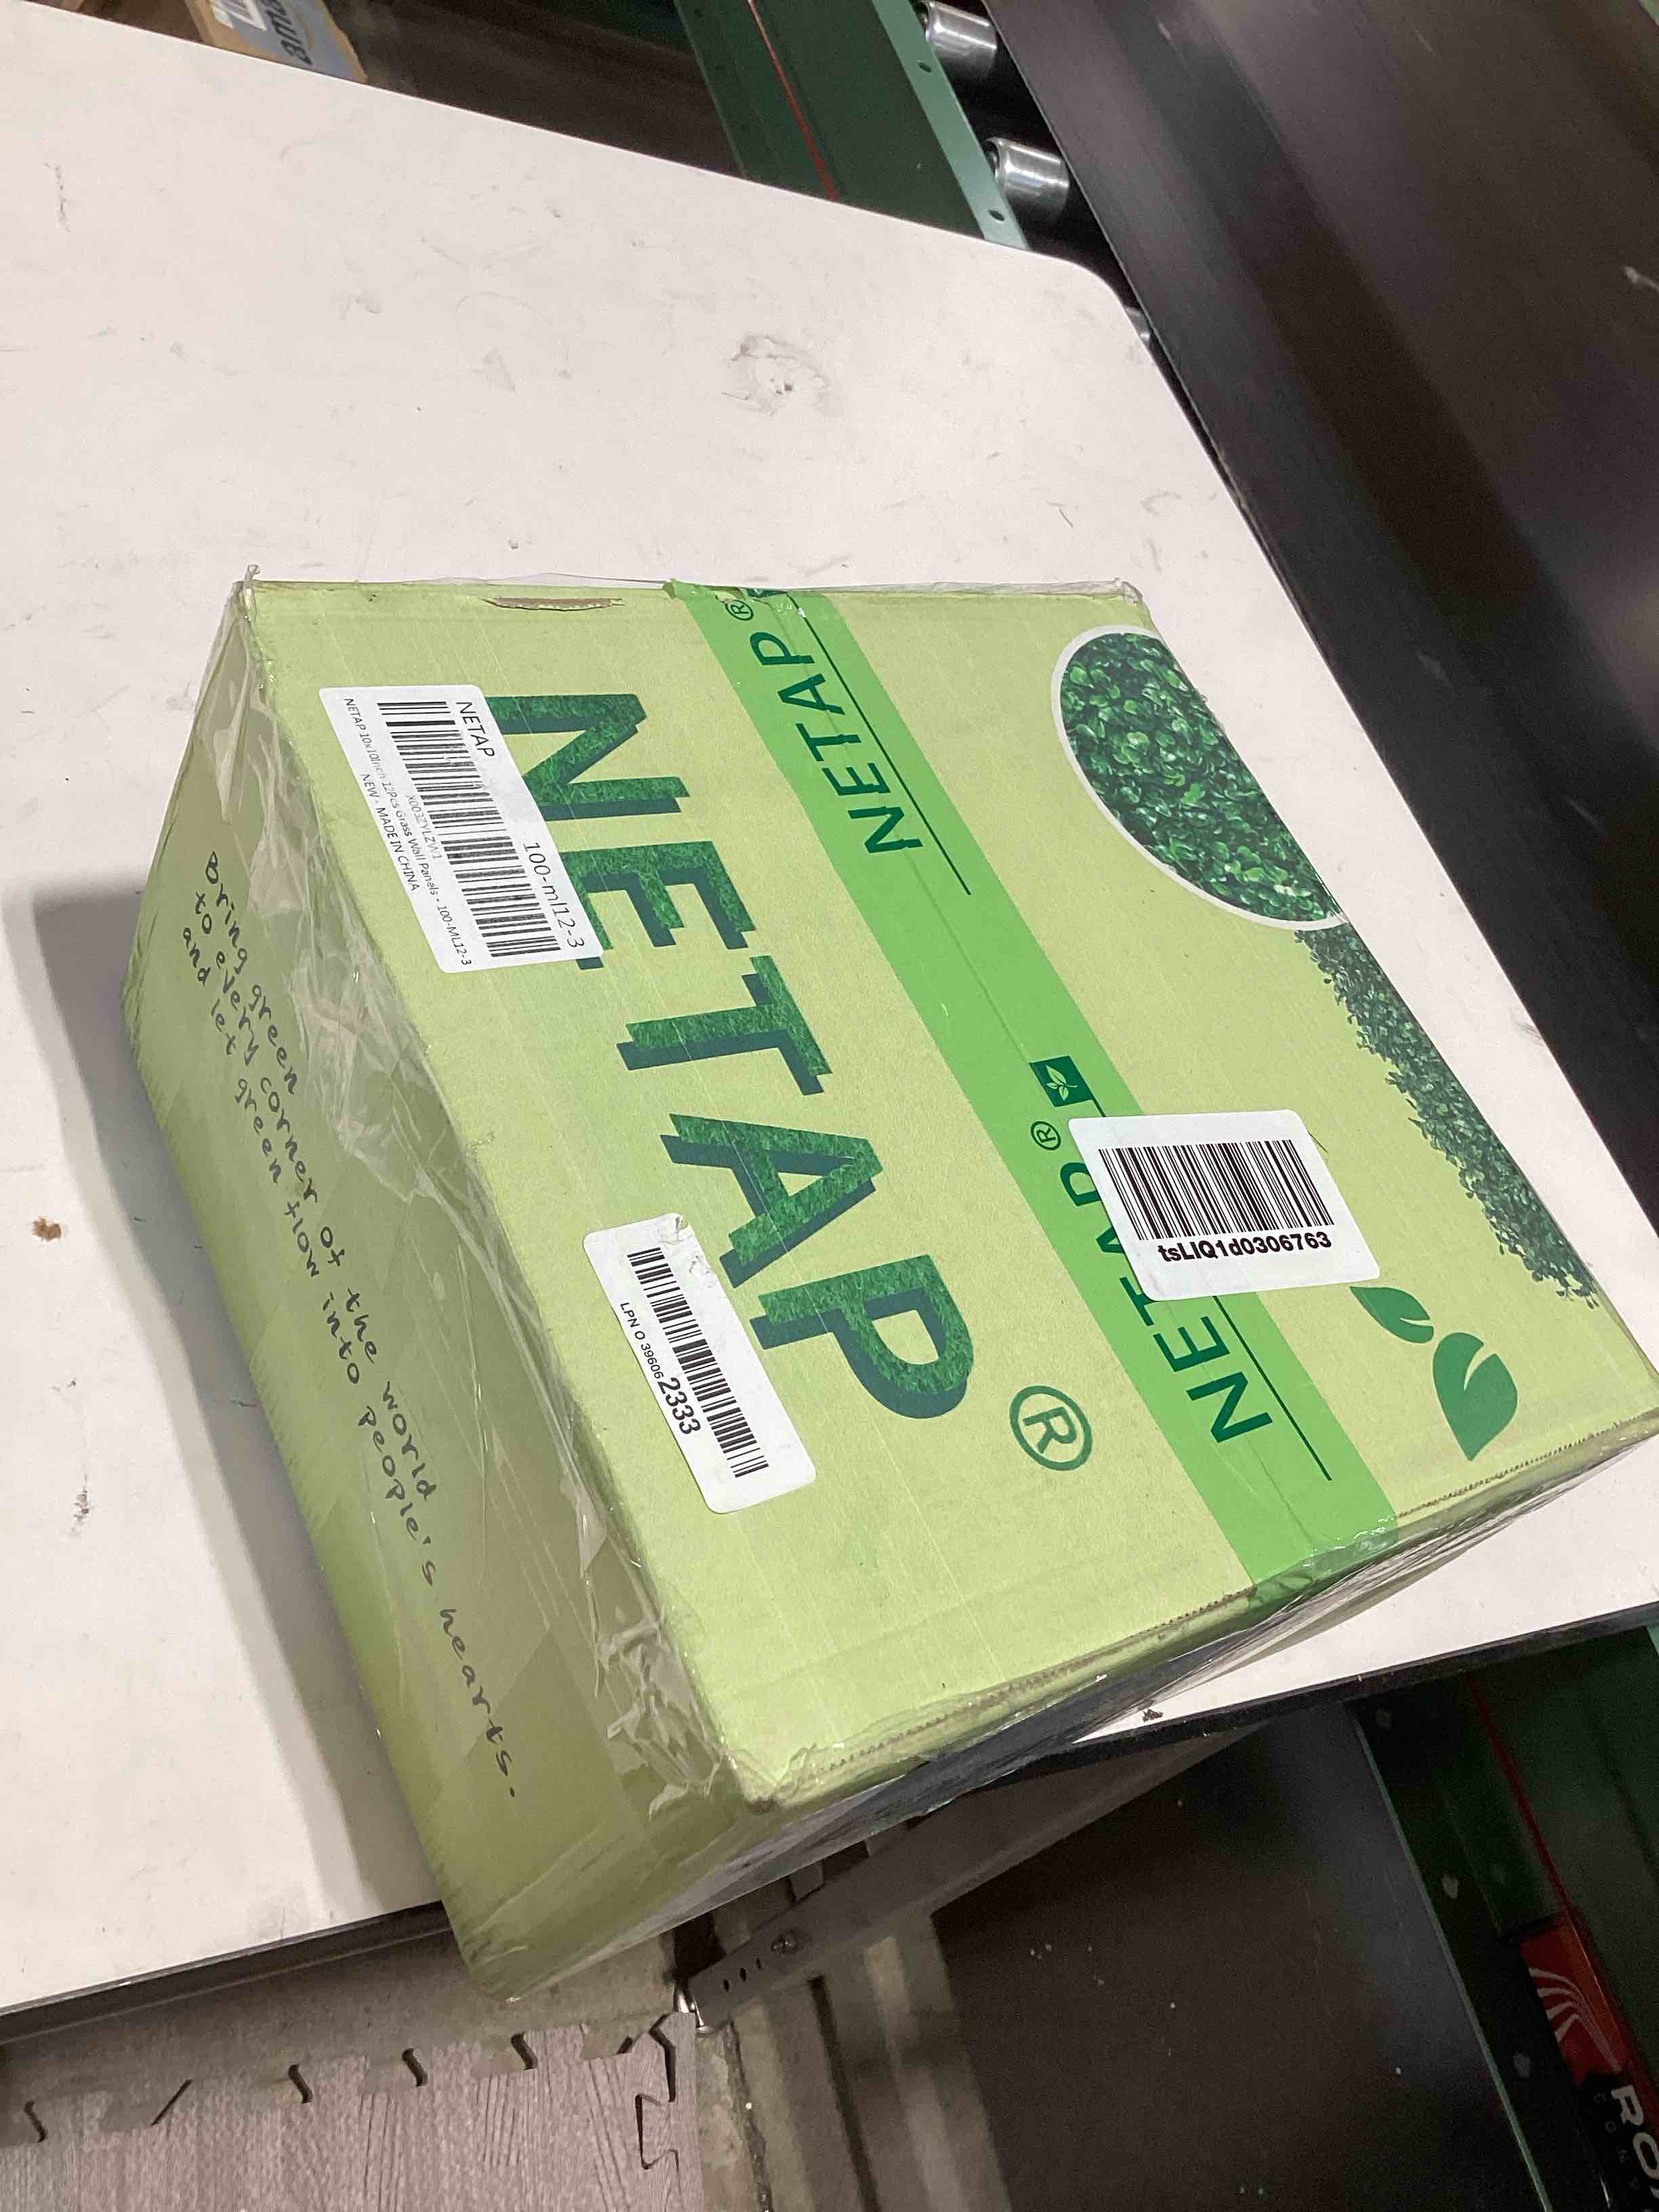 NETAP
100-ml12-3
X003ZYLZW1
NETAP 10x10Inch 12Pcs Grass Wall Panels - 100-ML12-3
NEW - MADE IN CHINA
NETAP®
NETAP®
NETAP®
tsLIQ1d0306763
LPN O 39606 2333
Bring green
to every corner of the world
and let green flow into people's hearts.